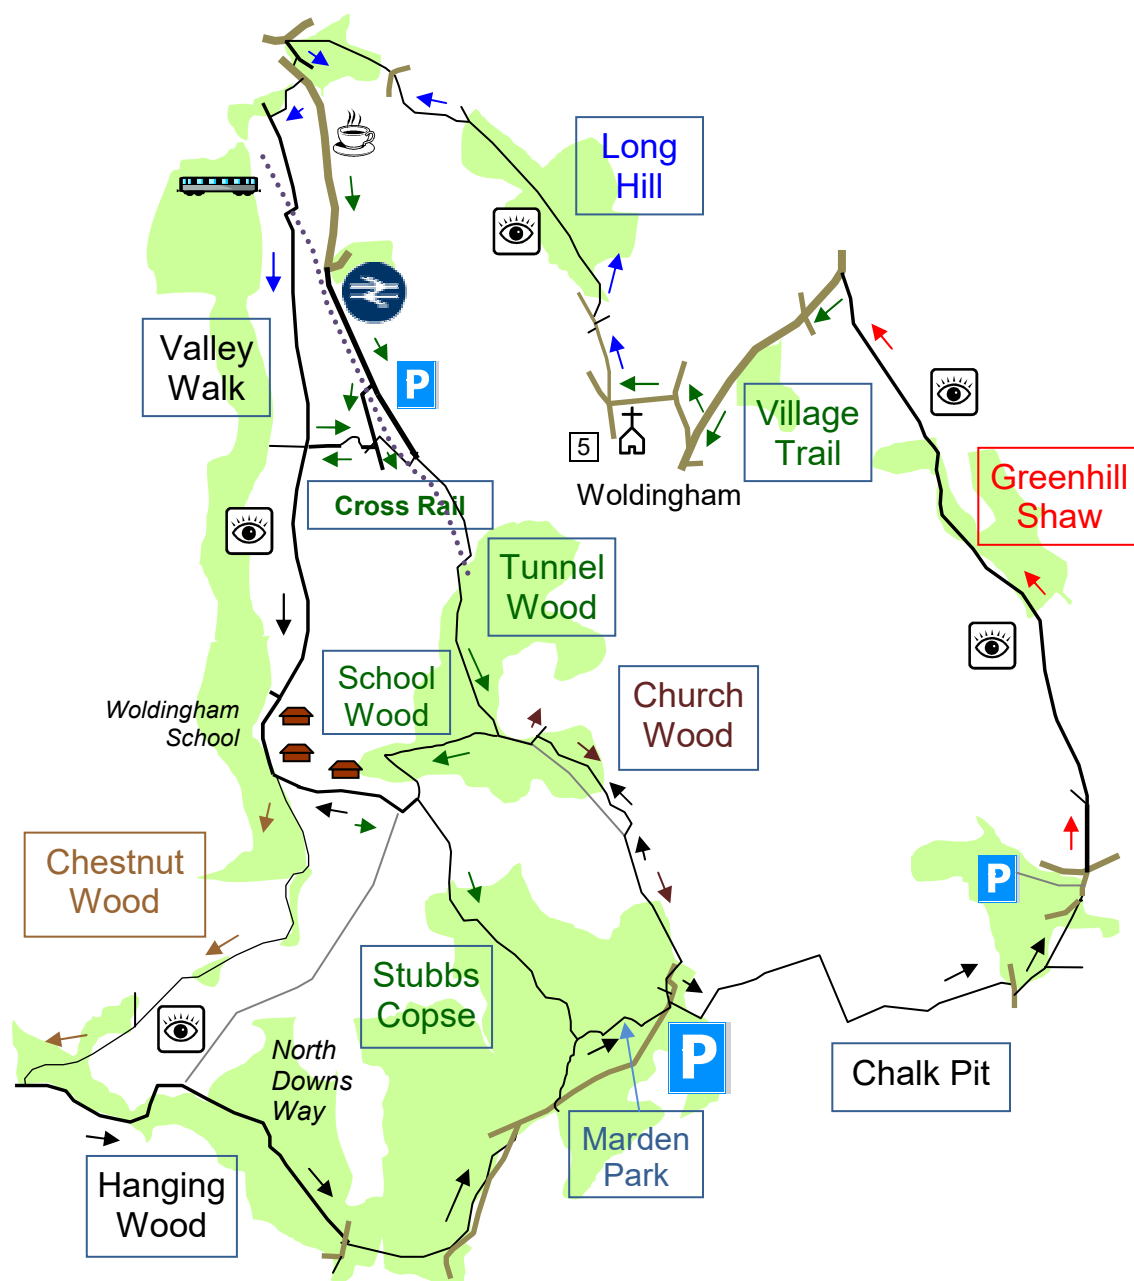 Long
Hill
Valley
Walk
P
Village
Trail
5
Woldingham
Greenhill
Shaw
Cross Rail
Tunnel
Wood
School
Wood
Church
Wood
Woldingham
School
Chestnut
Wood
P
Stubbs
Copse
North
Downs
Way
P
Chalk Pit
Marden
Park
Hanging
Wood